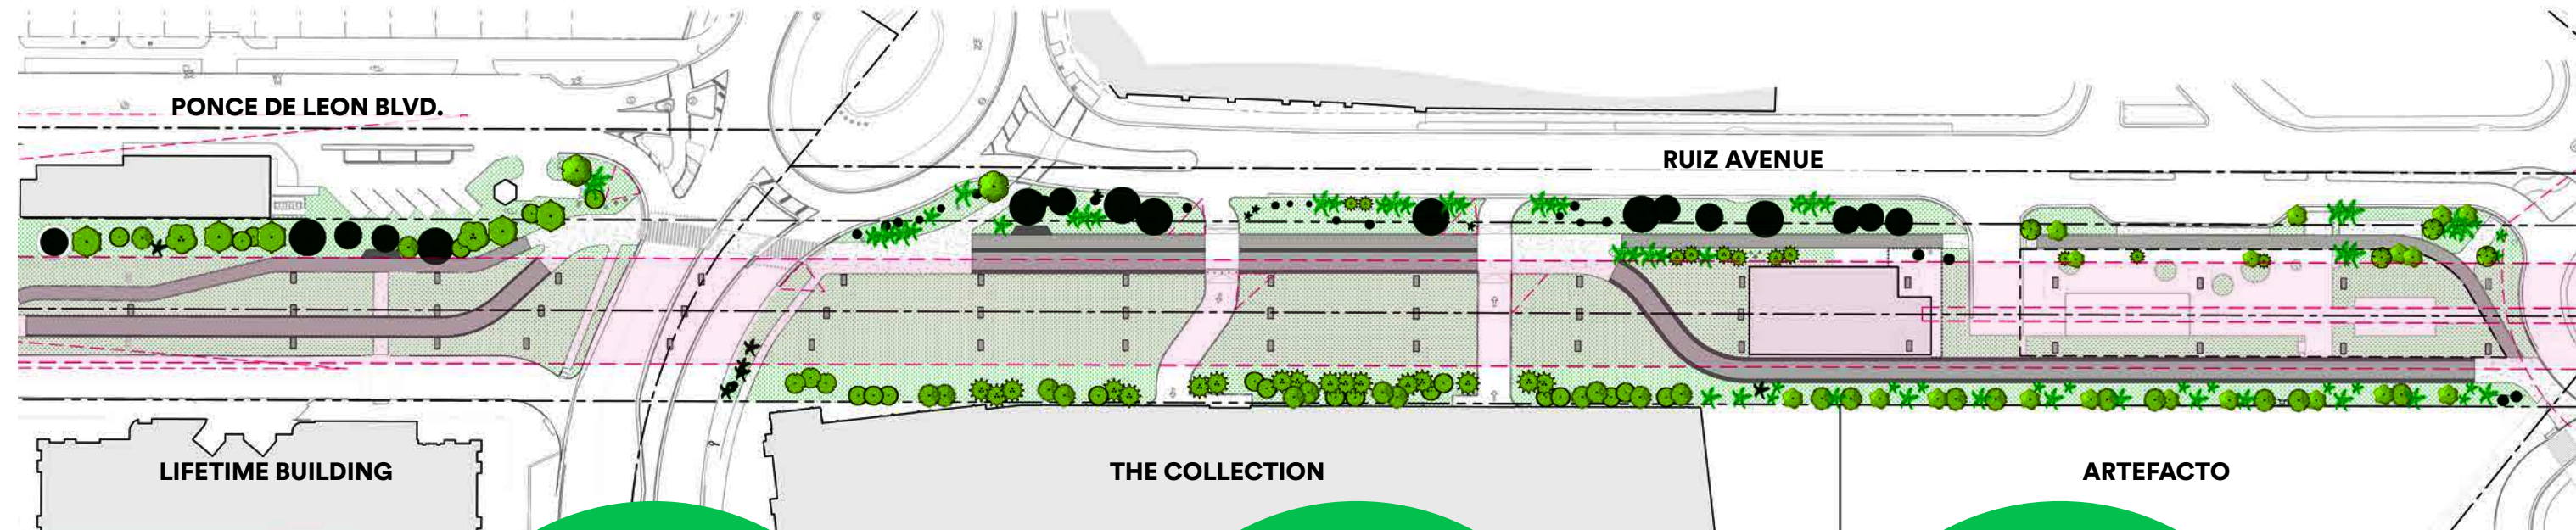 PONCE DE LEON BLVD.
RUIZ AVENUE
LIFETIME BUILDING
THE COLLECTION
ARTEFACTO